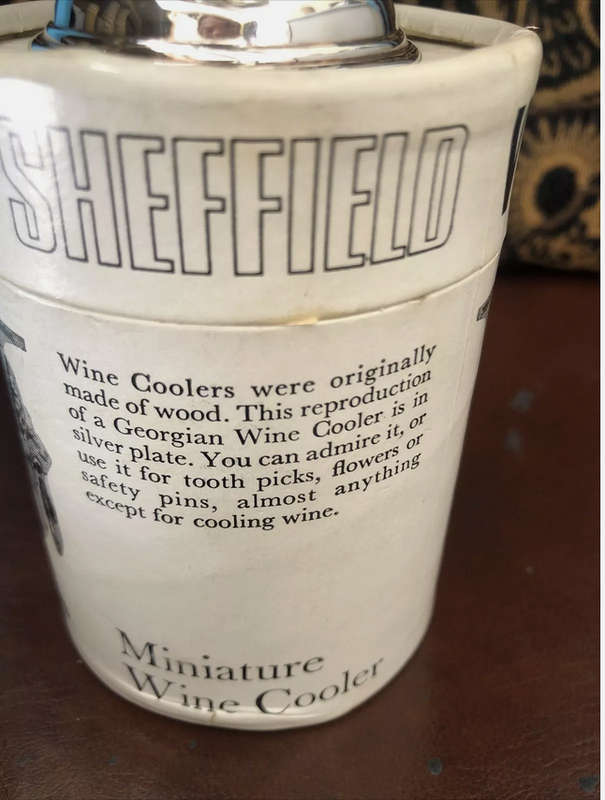 SHEFFIELD
Wine Coolers were originally
made of wood. This reproduction
of a Georgian Wine Cooler is in
silver plate. You can admire it, or
use it for tooth picks, flowers or
safety pins, almost anything
except for cooling wine.
Miniature
Wine Cooler